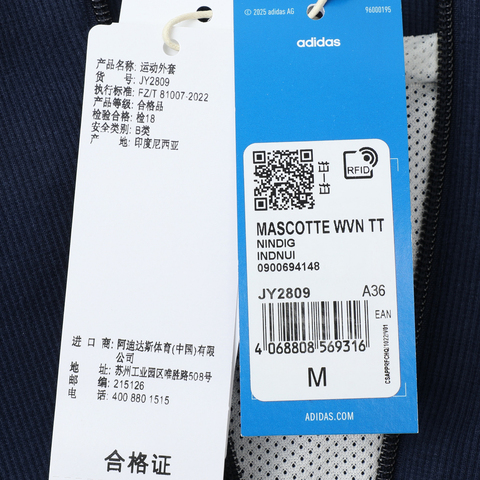 产品名称: 运动外套
货 号: JY2809
执行标准: FZ/T 81007-2022
产品等级: 合格品
检验合格: 检18
安全类别: B类
产 地: 印度尼西亚
进 口 商: 阿迪达斯体育(中国)有限
公司
地 址: 苏州工业园区唯胜路508号
邮 编: 215126
电 话: 400 880 1515
合格证
© 2025 adidas AG
96000195
adidas
RFID
MASCOTTE WVN TT
NINDIG
INDNUI
0900694148
JY2809 A36
EAN
4 068808 569316
M
ADIDAS.COM